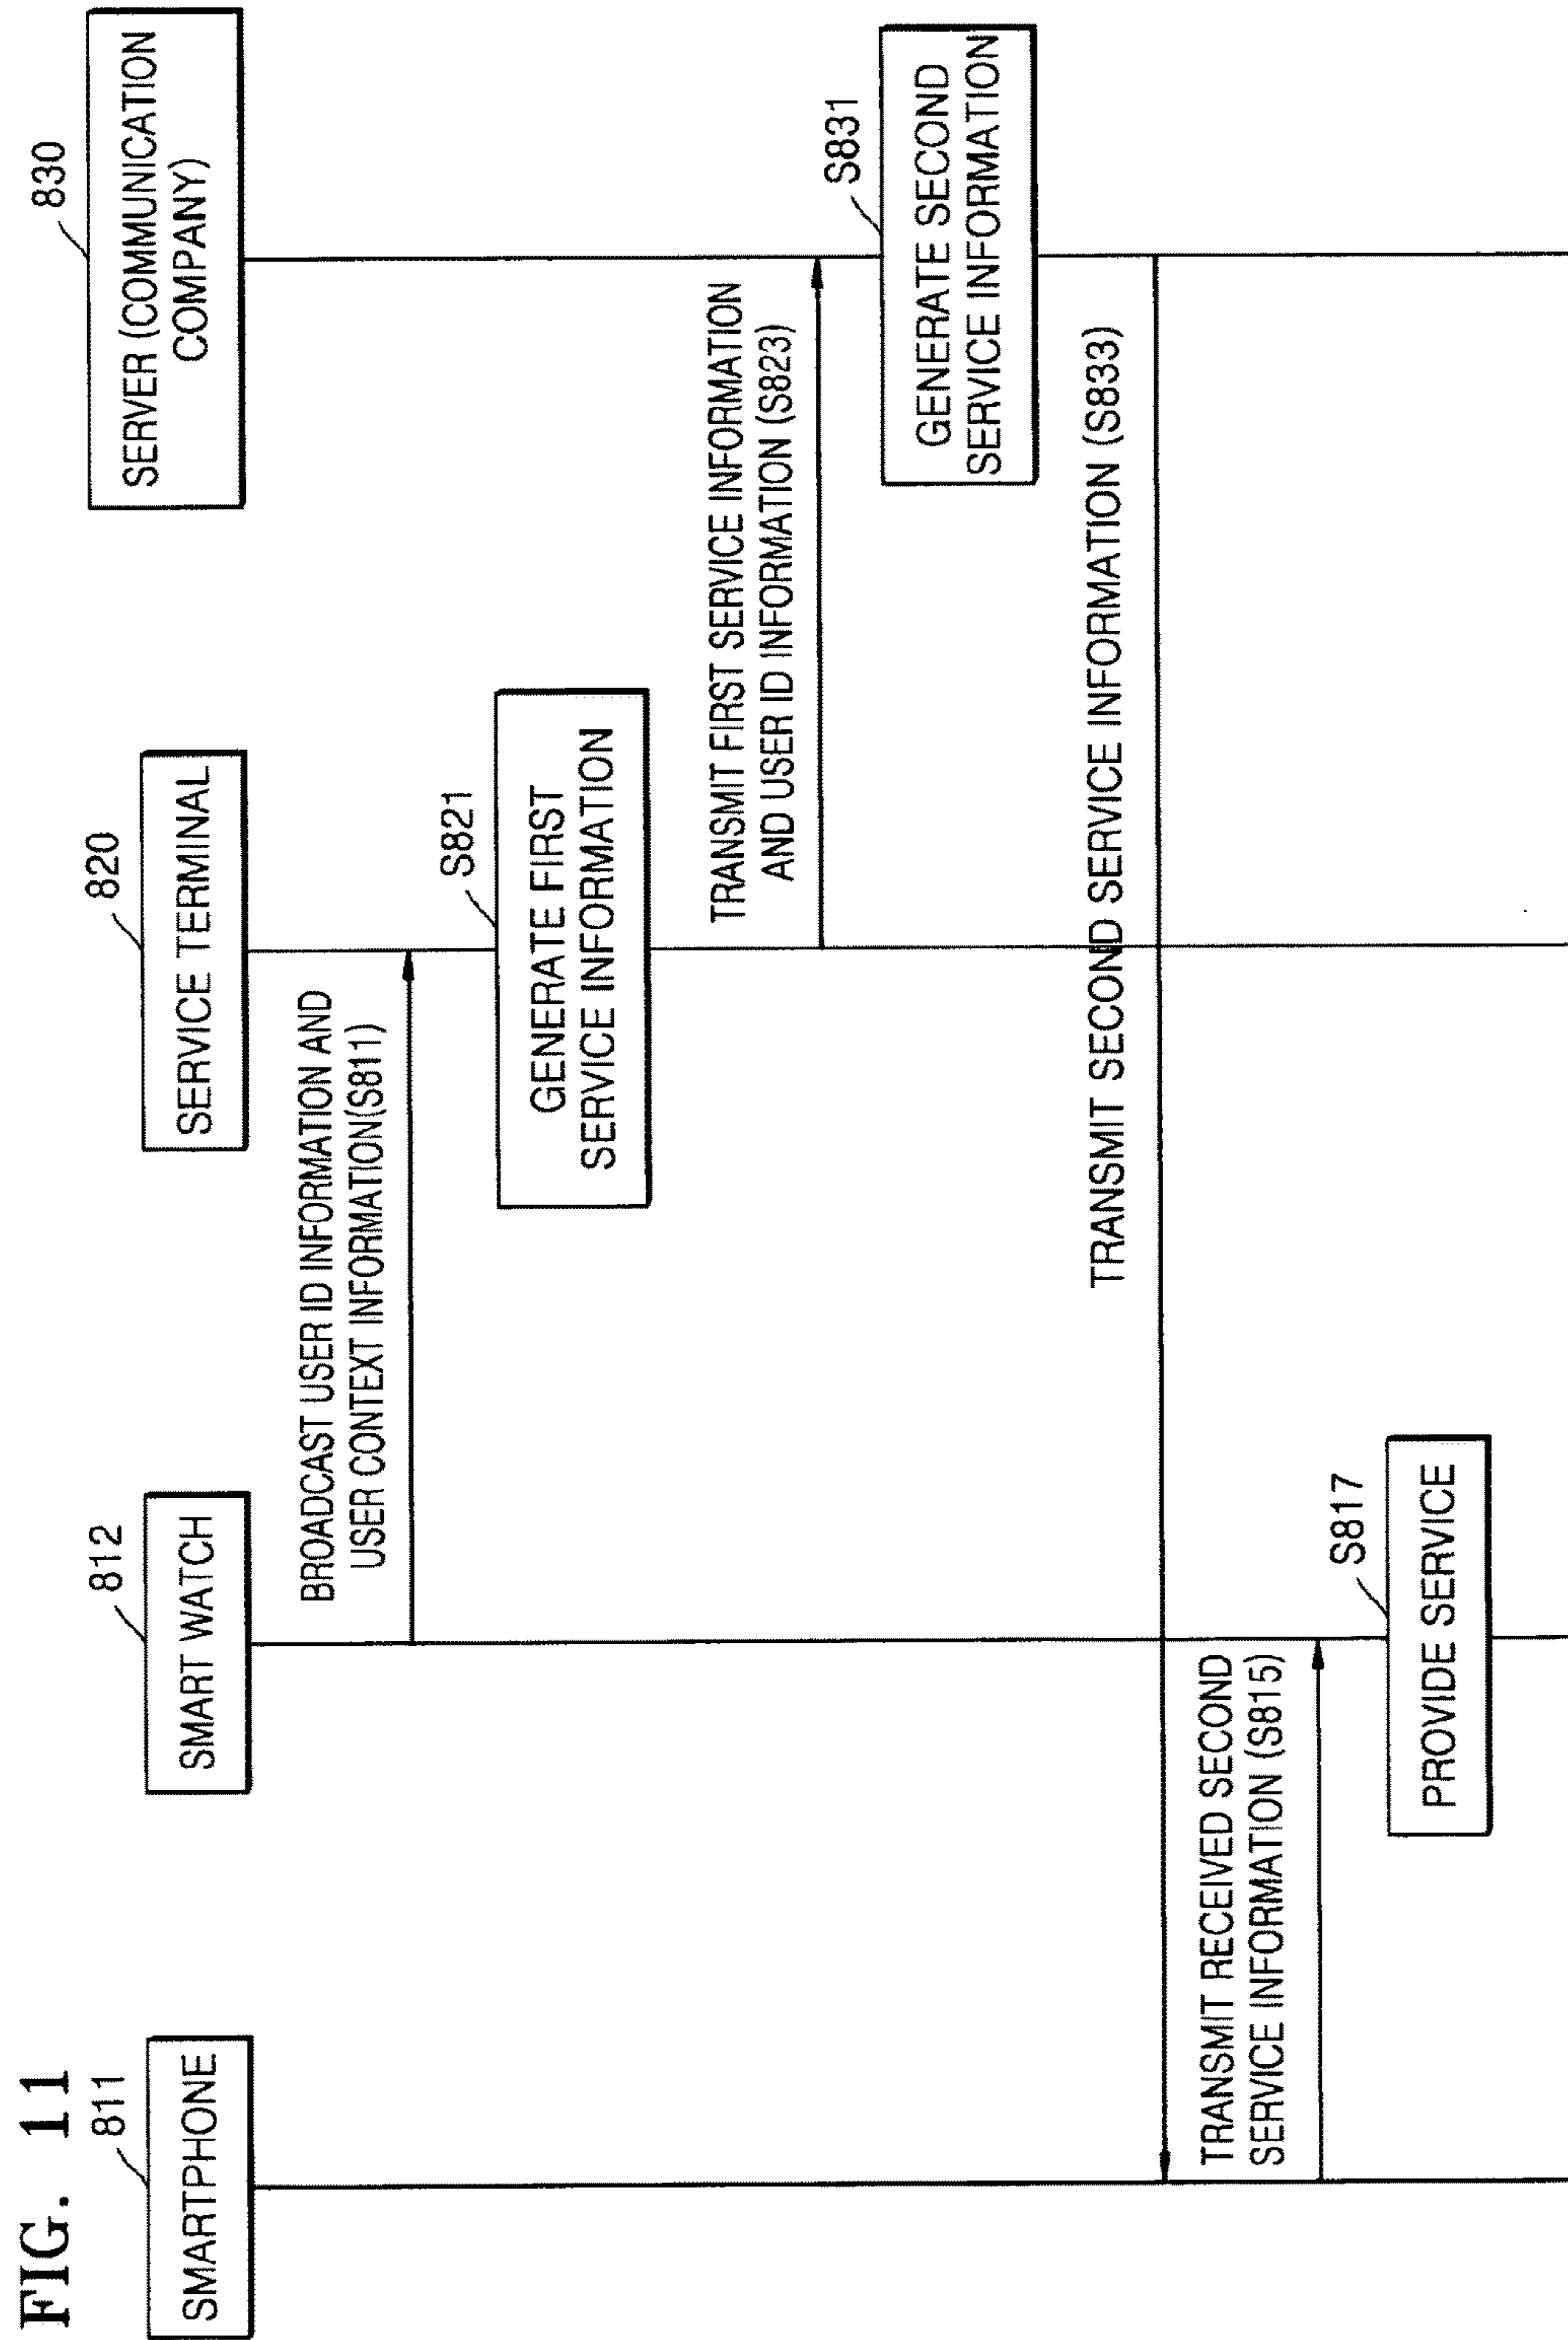 FIG. 11
811
SMARTPHONE
812
SMART WATCH
820
SERVICE TERMINAL
830
SERVER (COMMUNICATION
COMPANY)
BROADCAST USER ID INFORMATION AND
USER CONTEXT INFORMATION(S811)
S821
GENERATE FIRST
SERVICE INFORMATION
TRANSMIT FIRST SERVICE INFORMATION
AND USER ID INFORMATION (S823)
S831
GENERATE SECOND
SERVICE INFORMATION
TRANSMIT SECOND SERVICE INFORMATION (S833)
TRANSMIT RECEIVED SECOND
SERVICE INFORMATION (S815)
S817
PROVIDE SERVICE